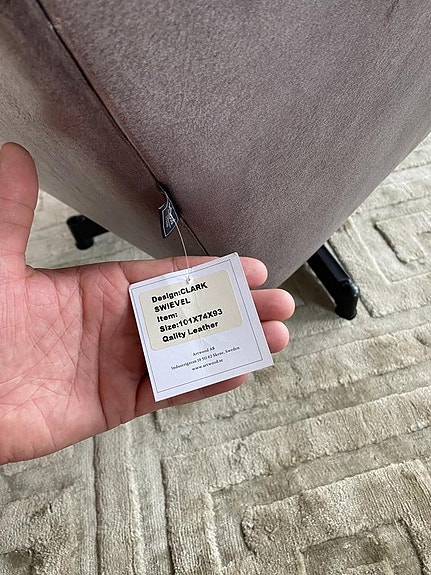 Design:CLARK
SWIEVEL
Item:
Size:101X74X93
Qality Leather
Artwood AB
www.artwood.se